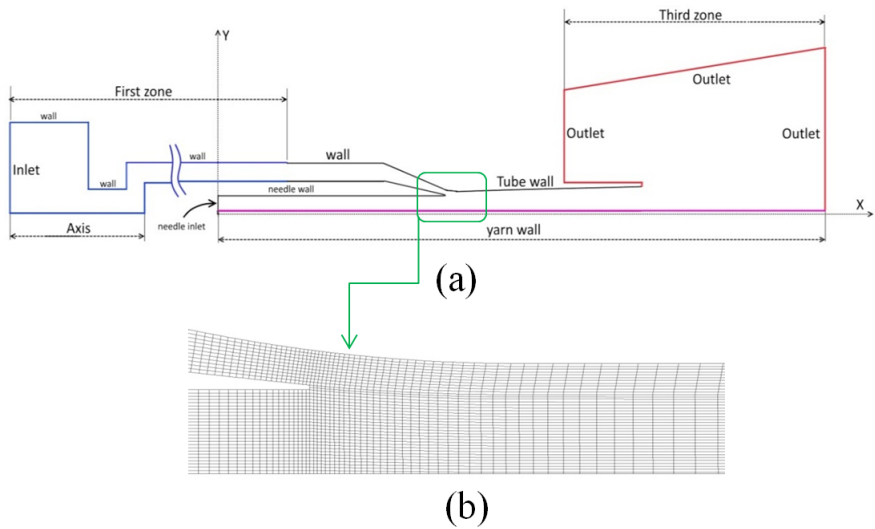 Third zone
Y
Outlet
First zone
wall
Outlet
Outlet
wall
wall
Inlet
Tube wall
wall
needle wall
X
Axis
needle inlet
yarn wall
(a)
(b)